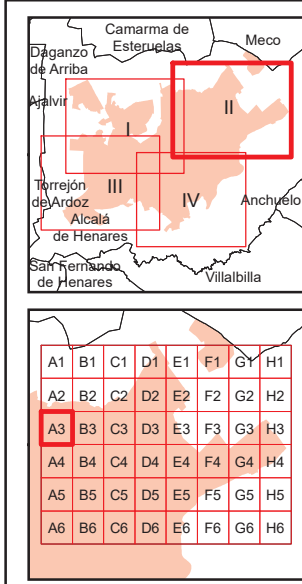 Camarma de
Esteruelas
Meco
Daganzo
de Arriba
Ajalvir
I
II
Torrejón
de Ardoz
III
IV
Anchuelo
Alcalá
de Henares
San Fernando
de Henares
Villalbilla
A1 B1 C1 D1 E1 F1 G1 H1
A2 B2 C2 D2 E2 F2 G2 H2
A3 B3 C3 D3 E3 F3 G3 H3
A4 B4 C4 D4 E4 F4 G4 H4
A5 B5 C5 D5 E5 F5 G5 H5
A6 B6 C6 D6 E6 F6 G6 H6